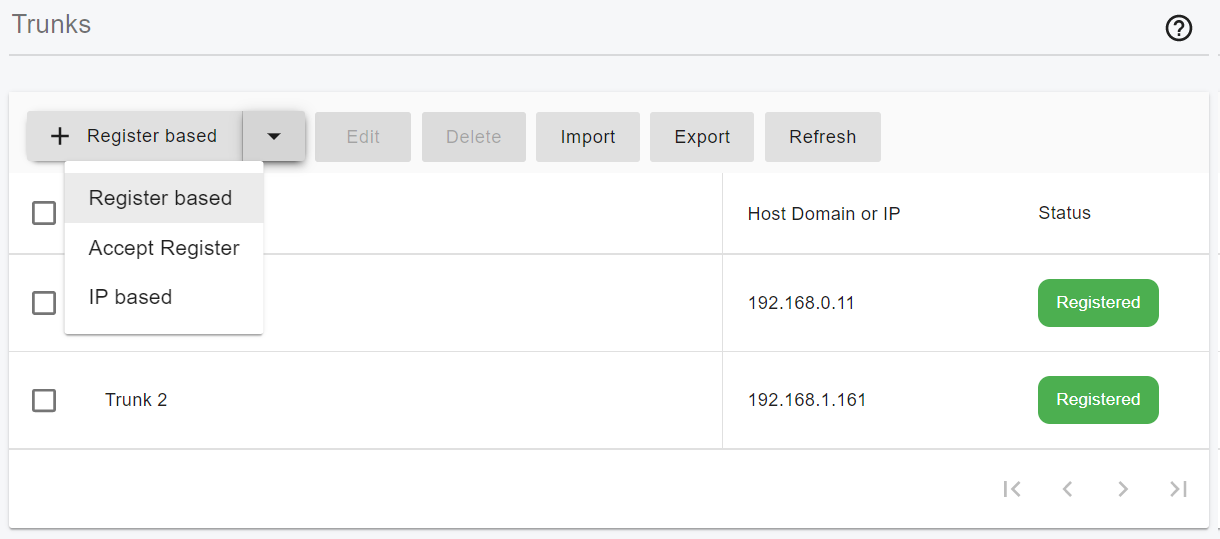 Trunks
Register based
Edit
Delete
Import
Export
Refresh
Register based
Accept Register
IP based
Host Domain or IP
Status
192.168.0.11
Registered
Trunk 2
192.168.1.161
Registered